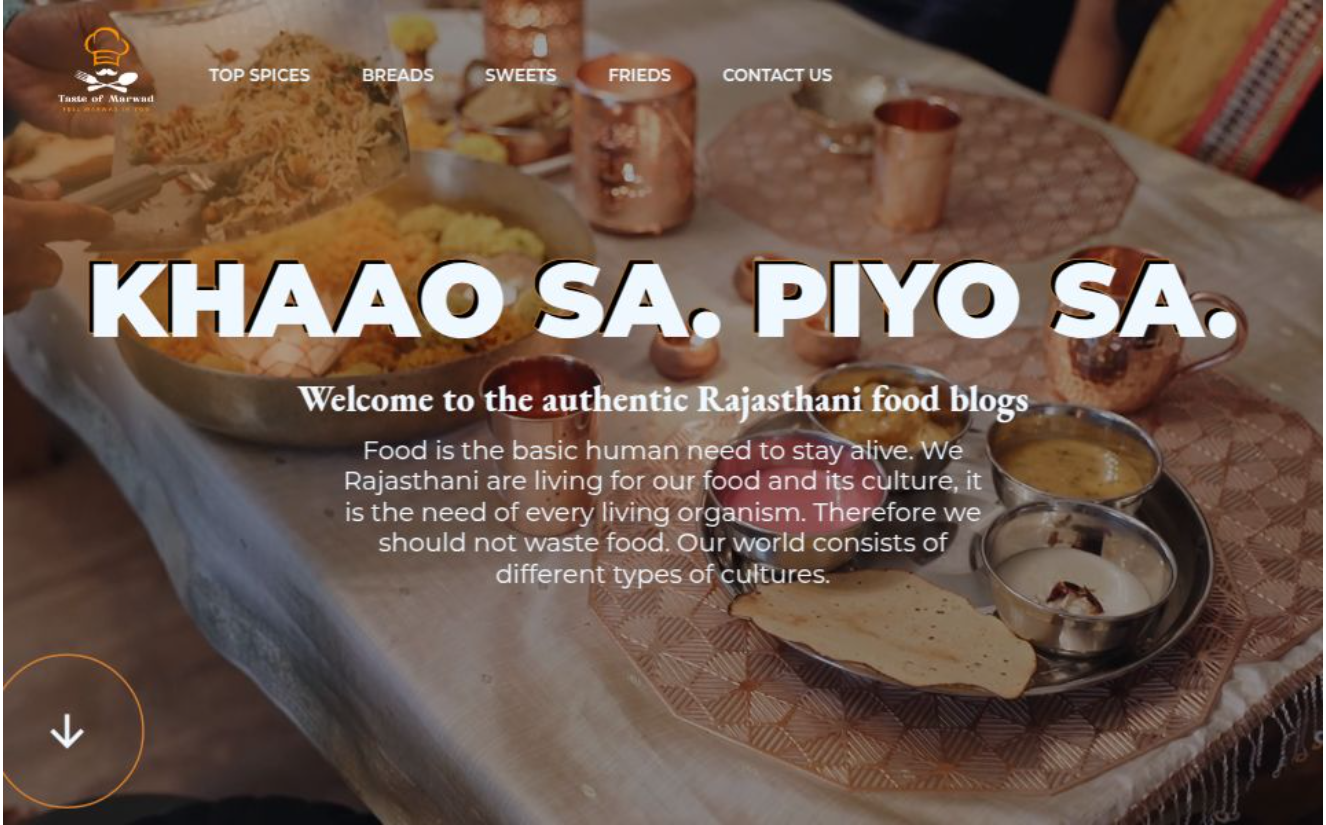 Taste of Marwad
TOP SPICES BREADS SWEETS FRIEDS CONTACT US
KHAAO SA. PIYO SA.
Welcome to the authentic Rajasthani food blogs
Food is the basic human need to stay alive. We
Rajasthani are living for our food and its culture, it
is the need of every living organism. Therefore we
should not waste food. Our world consists of
different types of cultures.